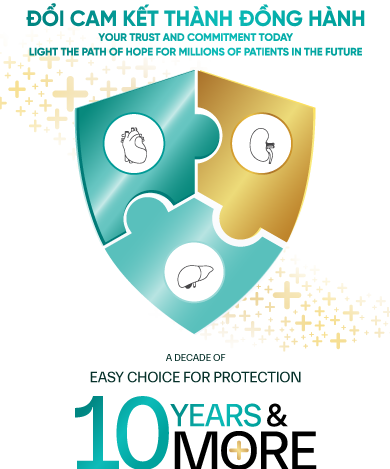 ĐỔI CAM KẾT THÀNH ĐỒNG HÀNH
YOUR TRUST AND COMMITMENT TODAY
LIGHT THE PATH OF HOPE FOR MILLIONS OF PATIENTS IN THE FUTURE
A DECADE OF
EASY CHOICE FOR PROTECTION
10 YEARS &
MORE